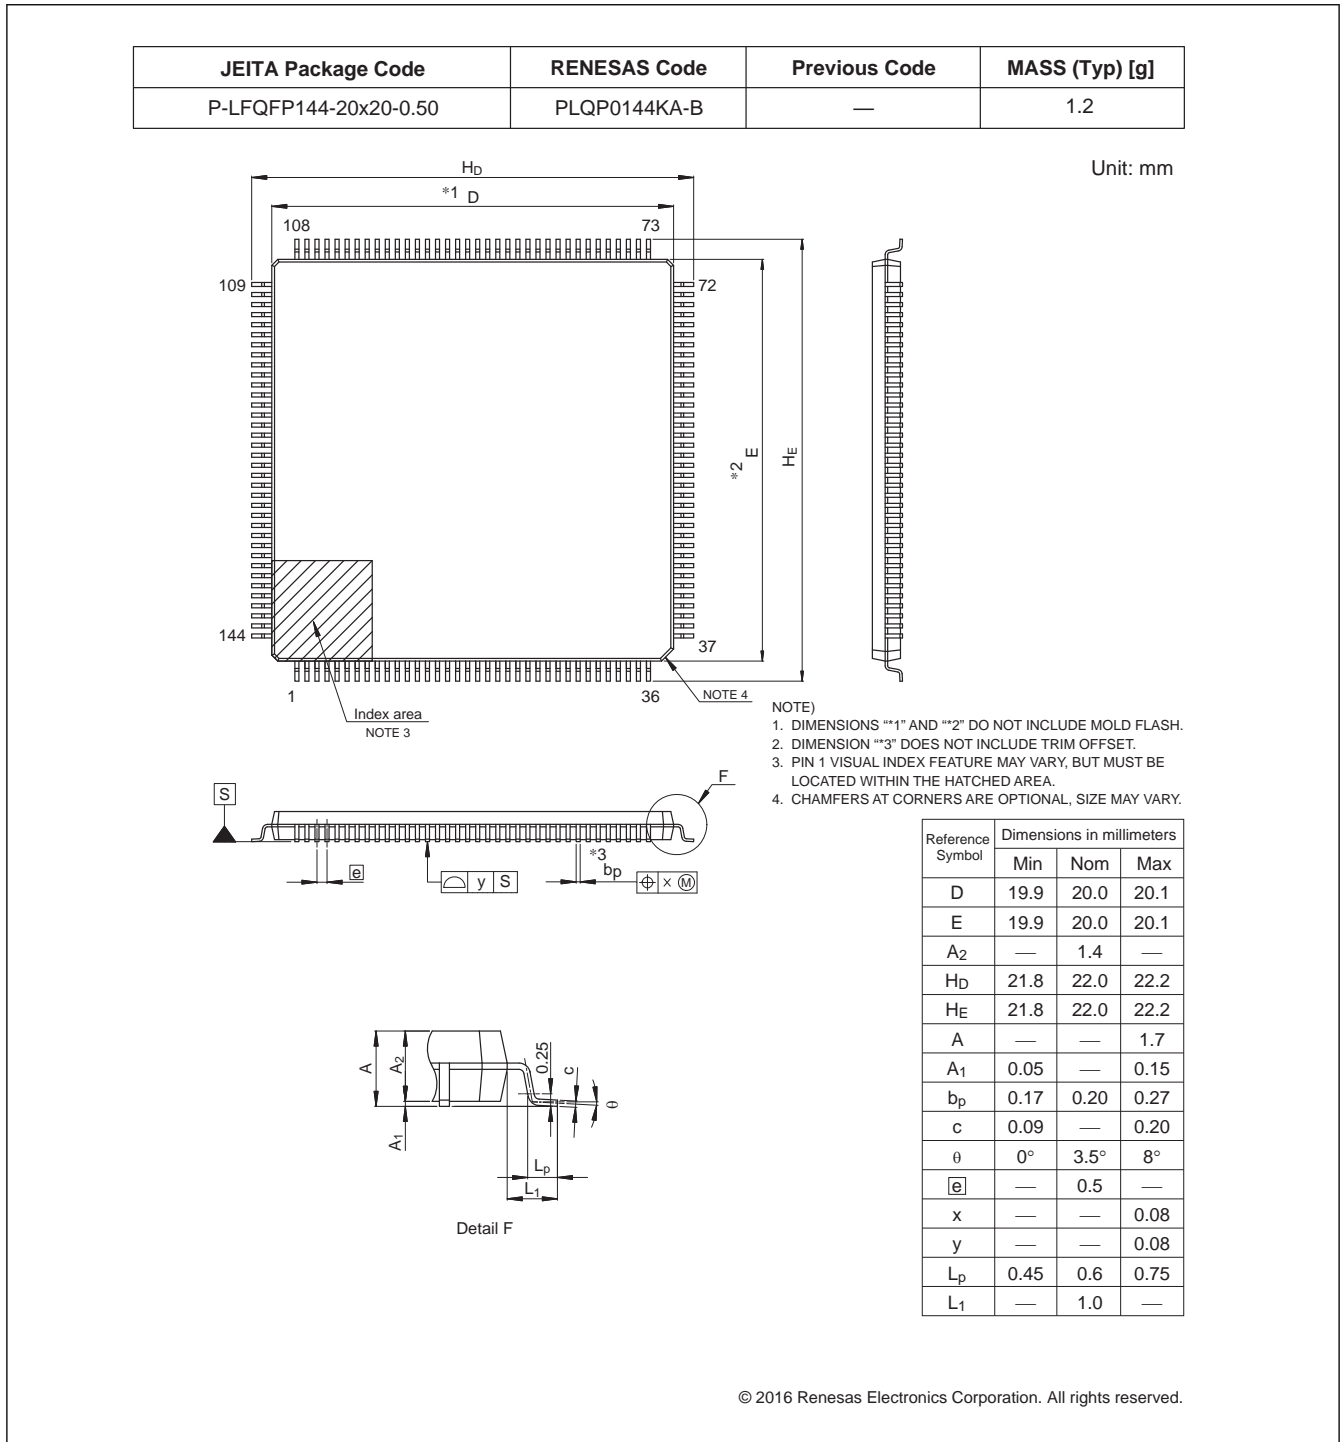 JEITA Package Code RENESAS Code Previous Code MASS (Typ) [g]
P-LFQFP144-20x20-0.50 PLQP0144KA-B — 1.2
Unit: mm
HD
*1 D
108 73
109 72
*2 E
HE
144 37
1 36
NOTE 4
Index area
NOTE 3
NOTE)
1. DIMENSIONS “*1” AND “*2” DO NOT INCLUDE MOLD FLASH.
2. DIMENSION “*3” DOES NOT INCLUDE TRIM OFFSET.
3. PIN 1 VISUAL INDEX FEATURE MAY VARY, BUT MUST BE
LOCATED WITHIN THE HATCHED AREA.
4. CHAMFERS AT CORNERS ARE OPTIONAL, SIZE MAY VARY.
F
S
e
y S
*3
bp
× Ⓜ
A
A2
A1
0.25
c
θ
Lp
L1
Detail F
Reference Symbol Dimensions in millimeters
Min Nom Max
D 19.9 20.0 20.1
E 19.9 20.0 20.1
A2 — 1.4 —
HD 21.8 22.0 22.2
HE 21.8 22.0 22.2
A — — 1.7
A1 0.05 — 0.15
bp 0.17 0.20 0.27
c 0.09 — 0.20
θ 0° 3.5° 8°
e — 0.5 —
x — — 0.08
y — — 0.08
Lp 0.45 0.6 0.75
L1 — 1.0 —
© 2016 Renesas Electronics Corporation. All rights reserved.